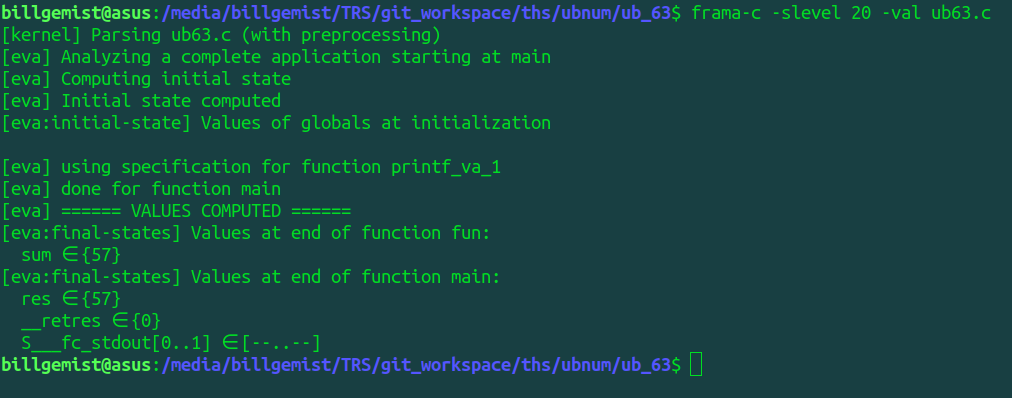 billgemist@asus:/media/billgemist/TRS/git_workspace/ths/ubnum/ub_63$ frama-c -slevel 20 -val ub63.c
[kernel] Parsing ub63.c (with preprocessing)
[eva] Analyzing a complete application starting at main
[eva] Computing initial state
[eva] Initial state computed
[eva:initial-state] Values of globals at initialization

[eva] using specification for function printf_va_1
[eva] done for function main
[eva] ====== VALUES COMPUTED ======
[eva:final-states] Values at end of function fun:
  sum ∈{57}
[eva:final-states] Values at end of function main:
  res ∈{57}
  __retres ∈{0}
  S___fc_stdout[0..1] ∈[--..--]
billgemist@asus:/media/billgemist/TRS/git_workspace/ths/ubnum/ub_63$